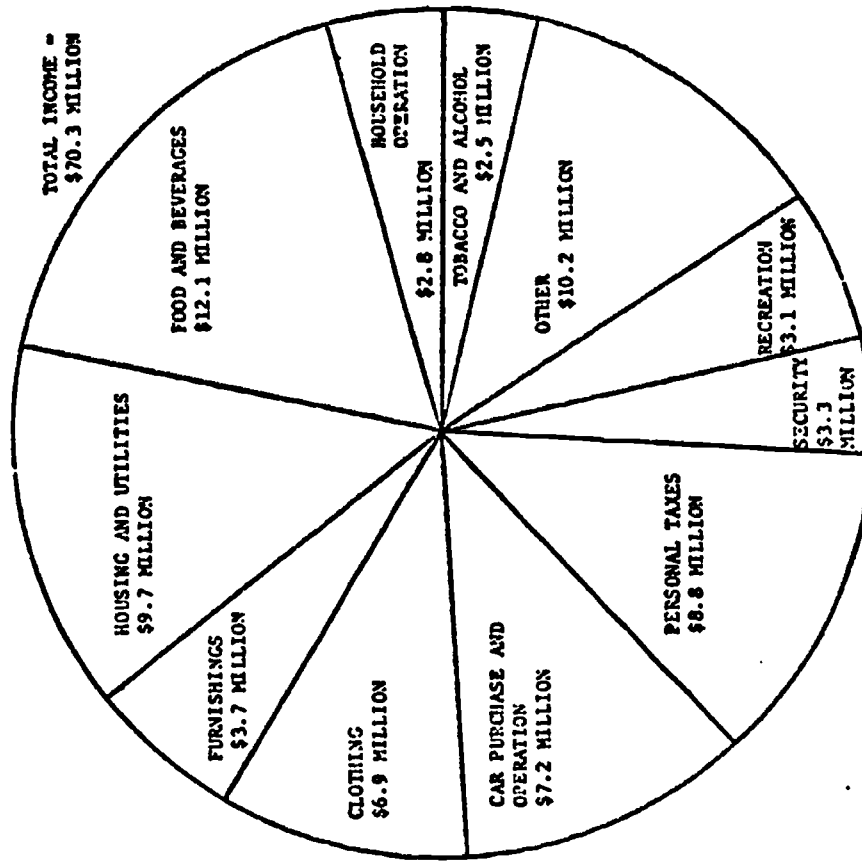 TOTAL INCOME =
$70.3 MILLION
FOOD AND BEVERAGES
$12.1 MILLION
HOUSEHOLD
OPERATION
$2.8 MILLION
TOBACCO AND ALCOHOL
$2.5 MILLION
OTHER
$10.2 MILLION
RECREATION
$3.1 MILLION
SECURITY
$3.3
MILLION
PERSONAL TAXES
$8.8 MILLION
CAR PURCHASE AND
OPERATION
$7.2 MILLION
CLOTHING
$6.9 MILLION
FURNISHINGS
$3.7 MILLION
HOUSING AND UTILITIES
$9.7 MILLION